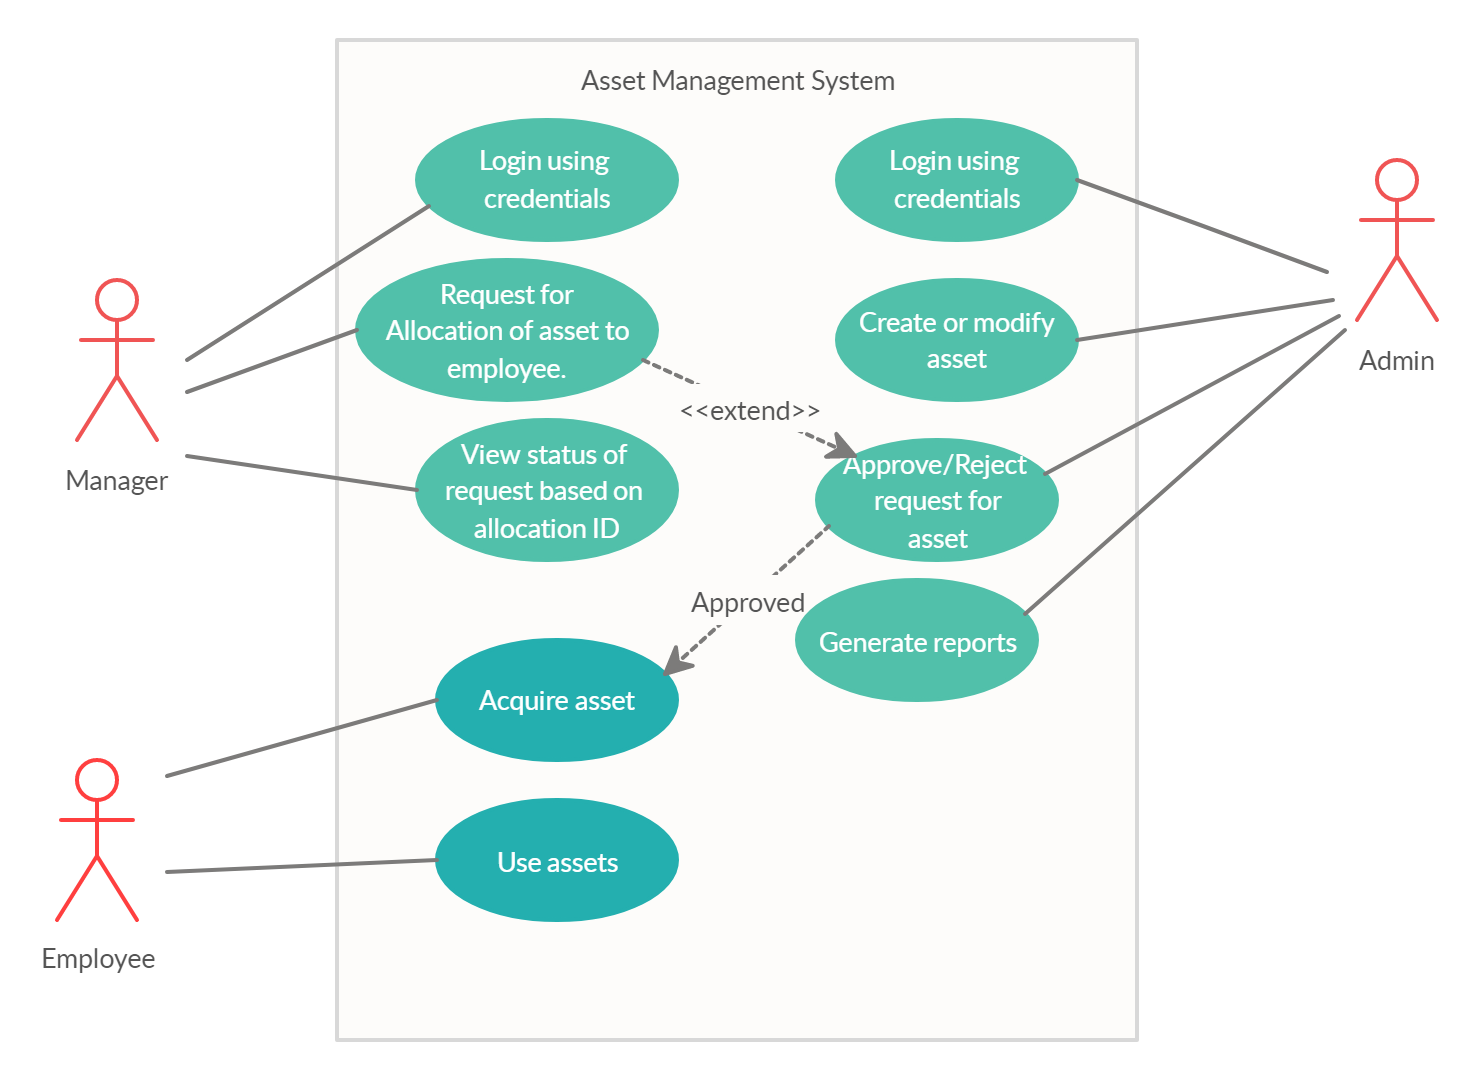 Asset Management System
Login using
credentials
Login using
credentials
Request for
Allocation of asset to
employee.
Create or modify
asset
Admin
<<extend>>
Manager
View status of
request based on
allocation ID
Approve/Reject
request for
asset
Approved
Generate reports
Acquire asset
Use assets
Employee